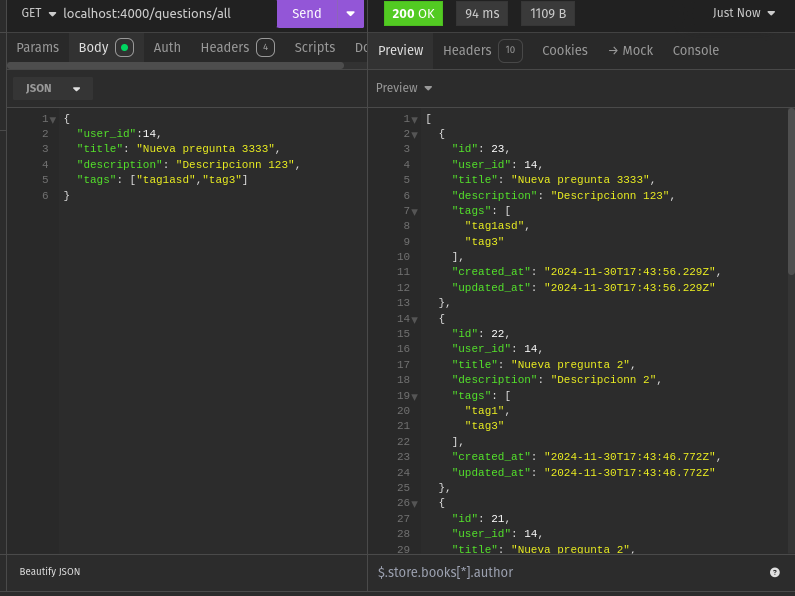 GET localhost:4000/questions/all Send 200 OK 94 ms 1109 B Just Now
Params Body Auth Headers 4 Scripts Do
Preview Headers 10 Cookies → Mock Console
JSON
Preview
1 {
2 "user_id":14,
3 "title": "Nueva pregunta 3333",
4 "description": "Descripcionn 123",
5 "tags": ["tag1asd","tag3"]
6 }
1 [
2 {
3 "id": 23,
4 "user_id": 14,
5 "title": "Nueva pregunta 3333",
6 "description": "Descripcionn 123",
7 "tags": [
8 "tag1asd",
9 "tag3"
10 ],
11 "created_at": "2024-11-30T17:43:56.229Z",
12 "updated_at": "2024-11-30T17:43:56.229Z"
13 },
14 {
15 "id": 22,
16 "user_id": 14,
17 "title": "Nueva pregunta 2",
18 "description": "Descripcionn 2",
19 "tags": [
20 "tag1",
21 "tag3"
22 ],
23 "created_at": "2024-11-30T17:43:46.772Z",
24 "updated_at": "2024-11-30T17:43:46.772Z"
25 },
26 {
27 "id": 21,
28 "user_id": 14,
29 "title": "Nueva pregunta 2",
Beautify JSON
$.store.books[*].author
?